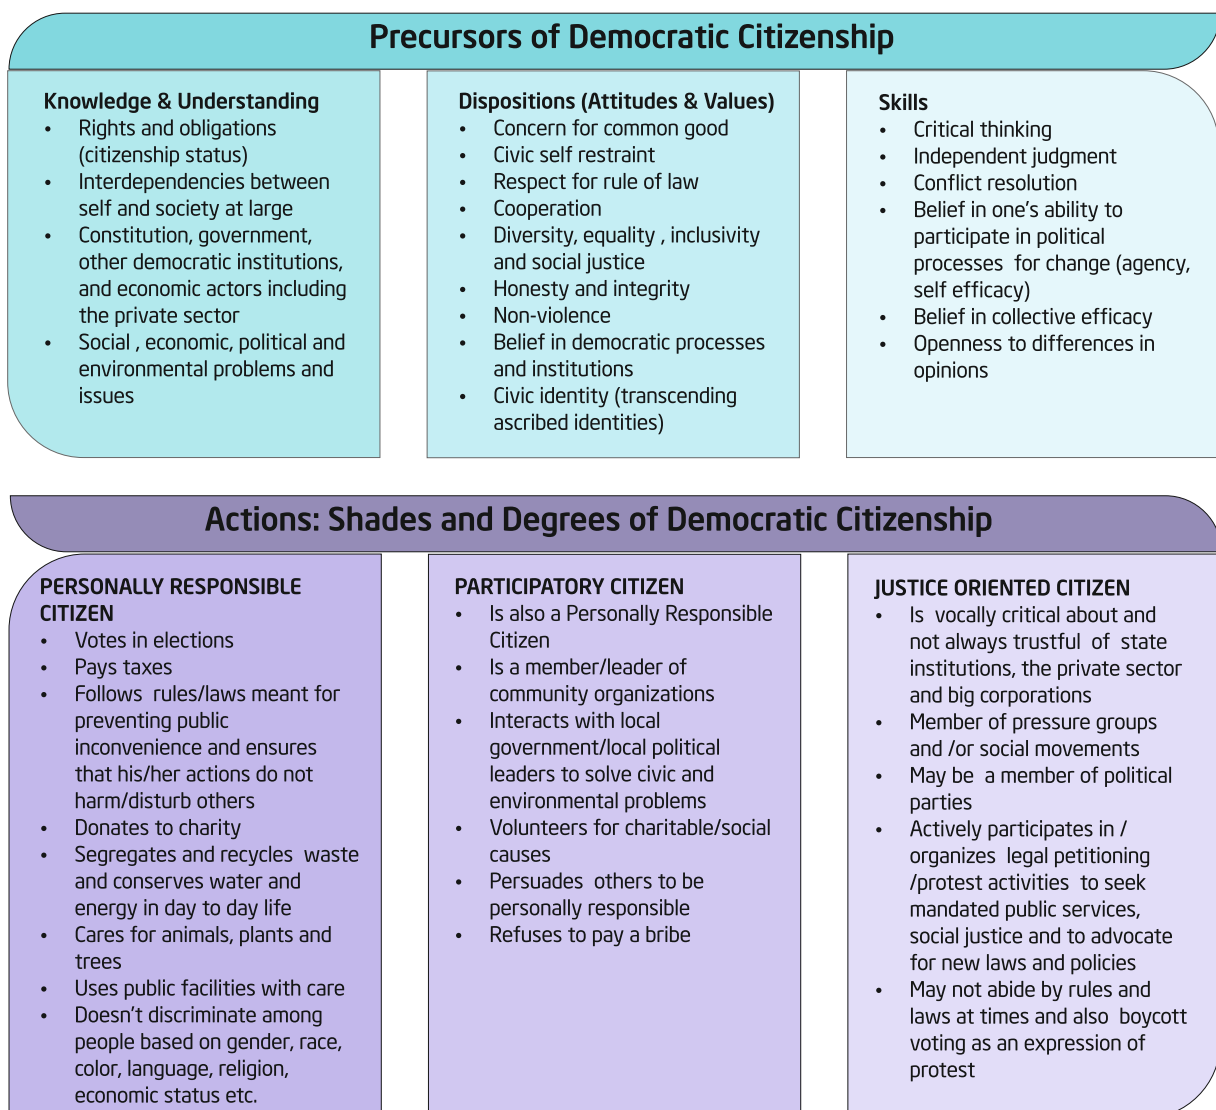 Precursors of Democratic Citizenship
Knowledge & Understanding
• Rights and obligations
(citizenship status)
• Interdependencies between
self and society at large
• Constitution, government,
other democratic institutions,
and economic actors including
the private sector
• Social , economic, political and
environmental problems and
issues
Dispositions (Attitudes & Values)
• Concern for common good
• Civic self restraint
• Respect for rule of law
• Cooperation
• Diversity, equality , inclusivity
and social justice
• Honesty and integrity
• Non-violence
• Belief in democratic processes
and institutions
• Civic identity (transcending
ascribed identities)
Skills
• Critical thinking
• Independent judgment
• Conflict resolution
• Belief in one's ability to
participate in political
processes for change (agency,
self efficacy)
• Belief in collective efficacy
• Openness to differences in
opinions
Actions: Shades and Degrees of Democratic Citizenship
PERSONALLY RESPONSIBLE
CITIZEN
• Votes in elections
• Pays taxes
• Follows rules/laws meant for
preventing public
inconvenience and ensures
that his/her actions do not
harm/disturb others
• Donates to charity
• Segregates and recycles waste
and conserves water and
energy in day to day life
• Cares for animals, plants and
trees
• Uses public facilities with care
• Doesn't discriminate among
people based on gender, race,
color, language, religion,
economic status etc.
PARTICIPATORY CITIZEN
• Is also a Personally Responsible
Citizen
• Is a member/leader of
community organizations
• Interacts with local
government/local political
leaders to solve civic and
environmental problems
• Volunteers for charitable/social
causes
• Persuades others to be
personally responsible
• Refuses to pay a bribe
JUSTICE ORIENTED CITIZEN
• Is vocally critical about and
not always trustful of state
institutions, the private sector
and big corporations
• Member of pressure groups
and /or social movements
• May be a member of political
parties
• Actively participates in /
organizes legal petitioning
/protest activities to seek
mandated public services,
social justice and to advocate
for new laws and policies
• May not abide by rules and
laws at times and also boycott
voting as an expression of
protest